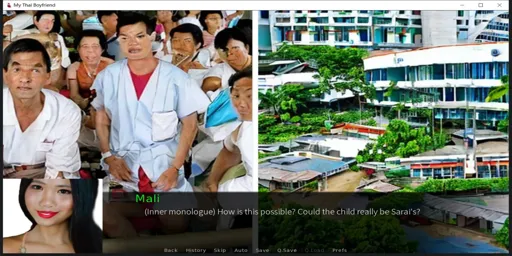 My Thai Boyfriend
Mali
(Inner monologue) How is this possible? Could the child really be Sarai's?
Back History Skip Auto Save Q.Save Q.Load Prefs